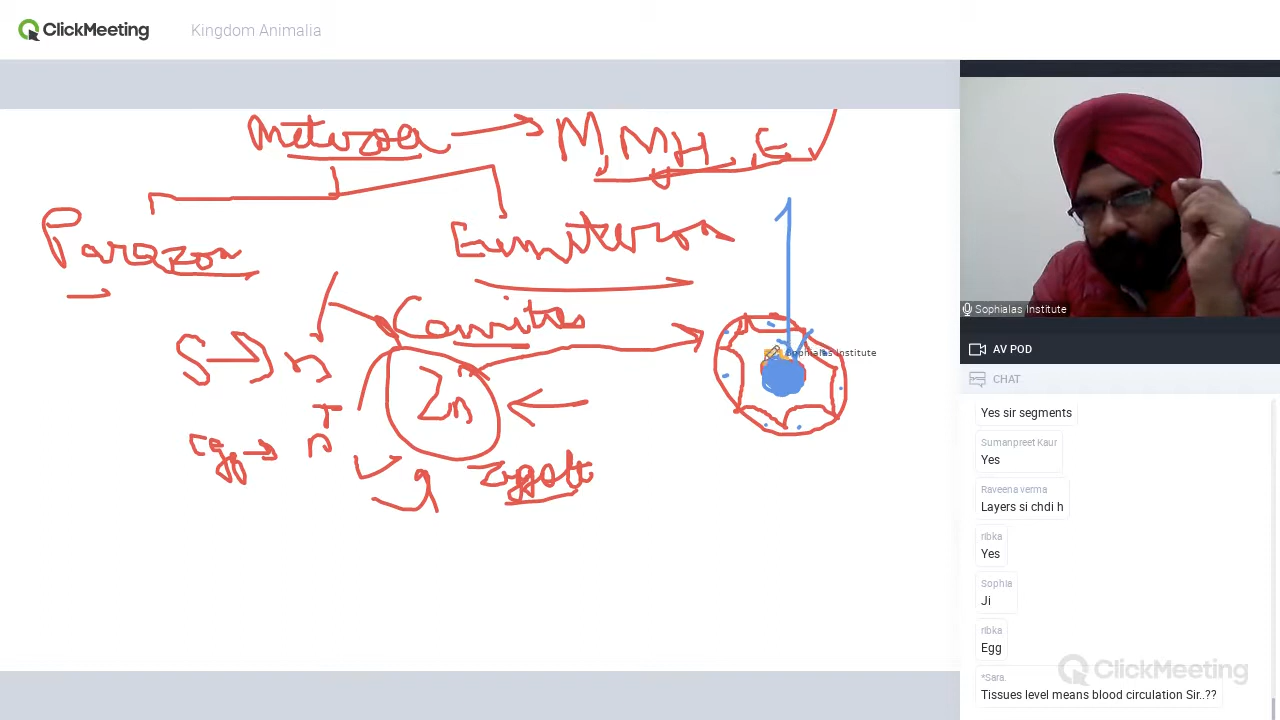 ClickMeeting
Kingdom Animalia
Metazoa → M, M H, E
Parazoa
Eumetazoa
S → n
2n
Egg → n
Zygote
Sophialas Institute
Sophialas Institute
AV POD
CHAT
Yes sir segments
Sumanpreet Kaur
Yes
Raveena verma
Layers si chdi h
ribka
Yes
Sophia
Ji
ribka
Egg
*Sara.
Tissues level means blood circulation Sir..??
ClickMeeting